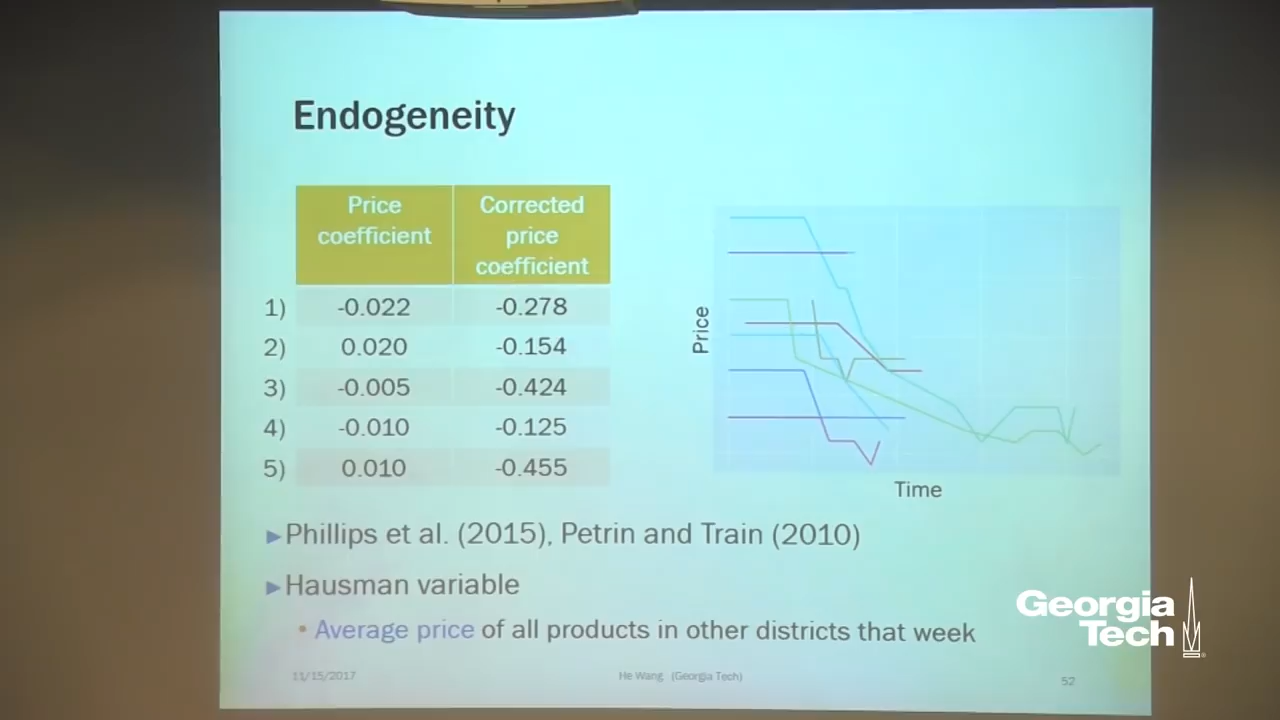 Endogeneity
Price coefficient
Corrected price coefficient
1) -0.022 -0.278
2) 0.020 -0.154
3) -0.005 -0.424
4) -0.010 -0.125
5) 0.010 -0.455
Price
Time
►Phillips et al. (2015), Petrin and Train (2010)
►Hausman variable
• Average price of all products in other districts that week
11/15/2017
He Wang (Georgia Tech)
52
Georgia
Tech